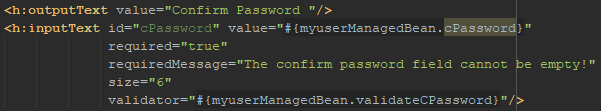 <h:outputText value="Confirm Password "/>
<h:inputText id="cPassword" value="#{myuserManagedBean.cPassword}"
required="true"
requiredMessage="The confirm password field cannot be empty!"
size="6"
validator="#{myuserManagedBean.validateCPassword}"/>